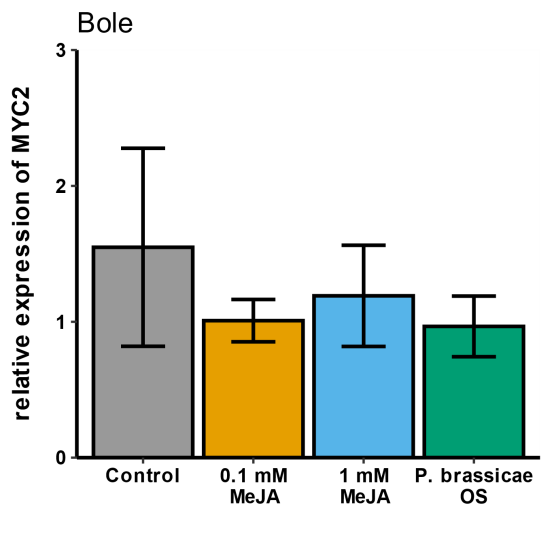 Bole
relative expression of MYC2
3
2
1
0
Control
0.1 mM
MeJA
1 mM
MeJA
P. brassicae
OS